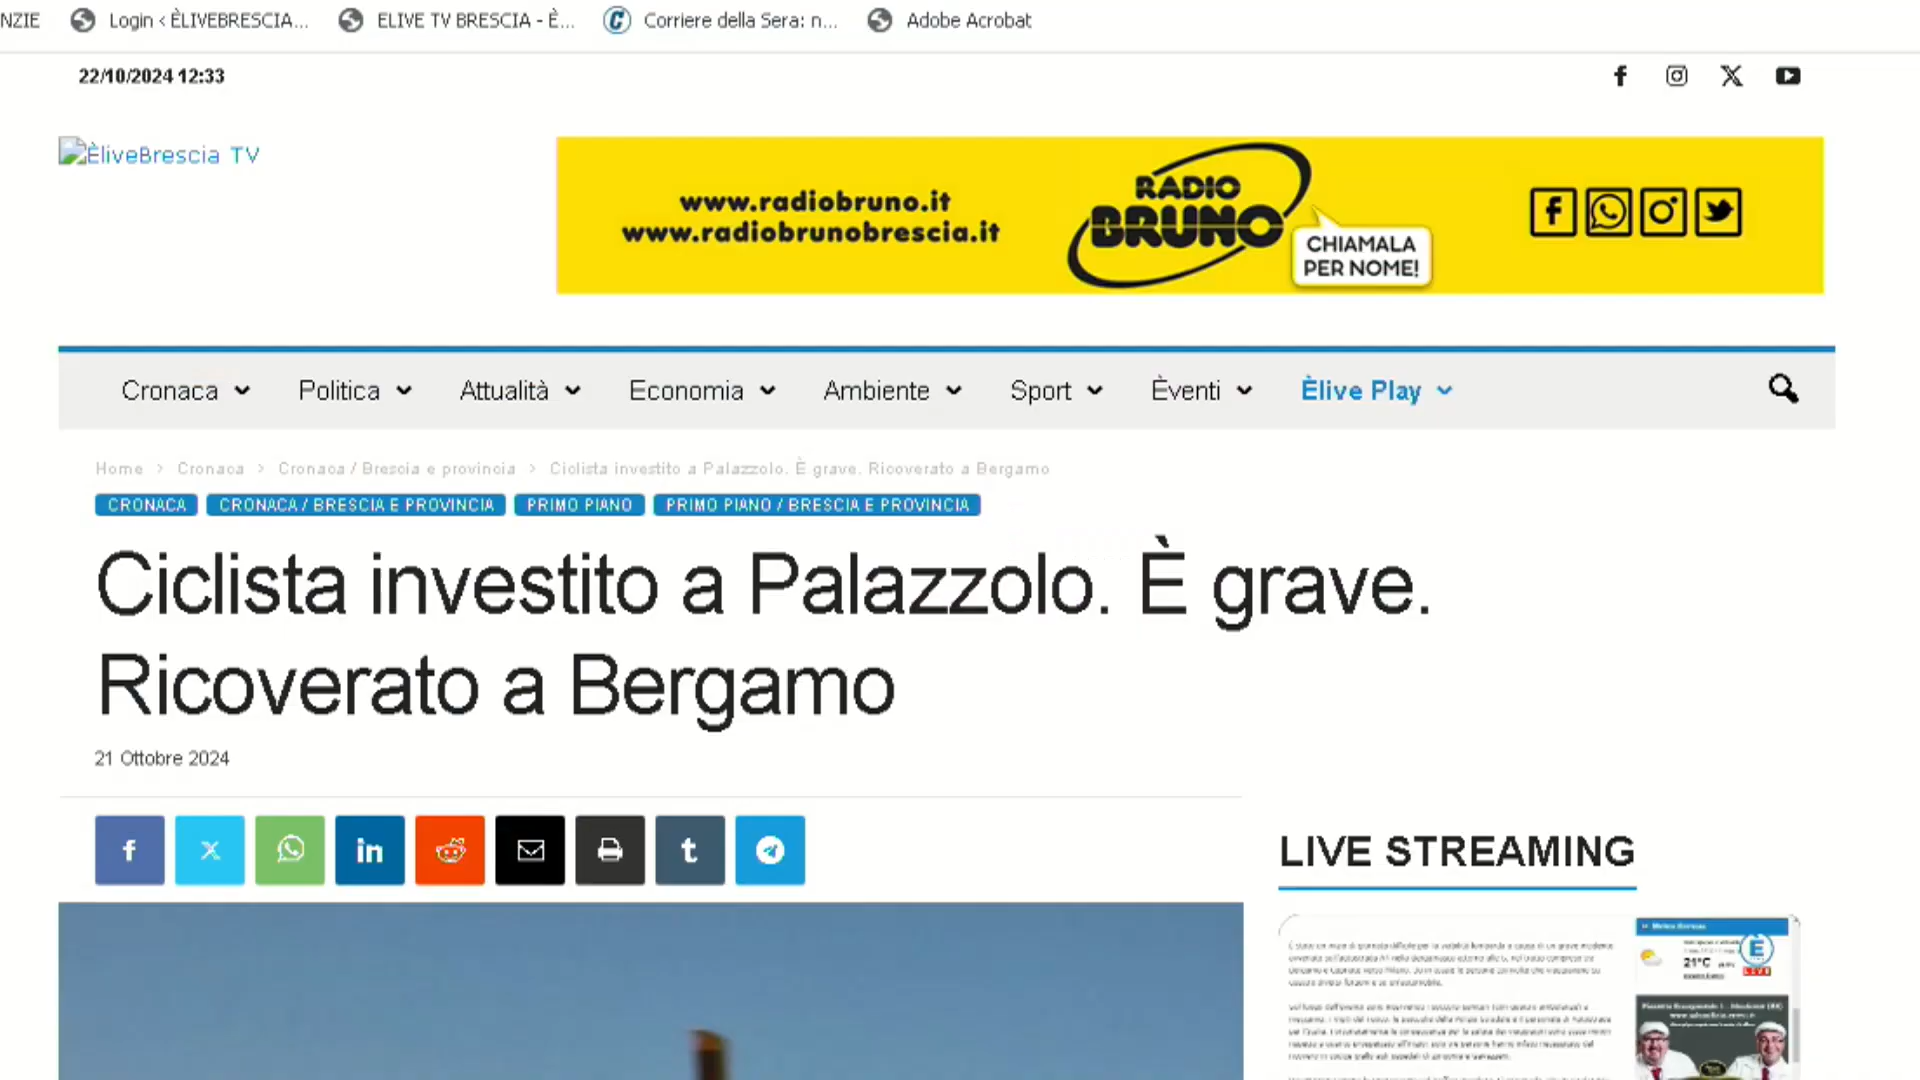 NZIE
Login ‹ ÈLIVEBRESCIA...
ELIVE TV BRESCIA - È...
Corriere della Sera: n...
Adobe Acrobat
22/10/2024 12:33
ÈliveBrescia TV
www.radiobruno.it
www.radiobrunobrescia.it
RADIO
BRUNO
CHIAMALA
PER NOME!
Cronaca
Politica
Attualità
Economia
Ambiente
Sport
Èventi
Èlive Play
Home > Cronaca > Cronaca / Brescia e provincia > Ciclista investito a Palazzolo. È grave. Ricoverato a Bergamo
CRONACA
CRONACA / BRESCIA E PROVINCIA
PRIMO PIANO
PRIMO PIANO / BRESCIA E PROVINCIA
Ciclista investito a Palazzolo. È grave.
Ricoverato a Bergamo
21 Ottobre 2024
LIVE STREAMING
21°C
E
LIVE